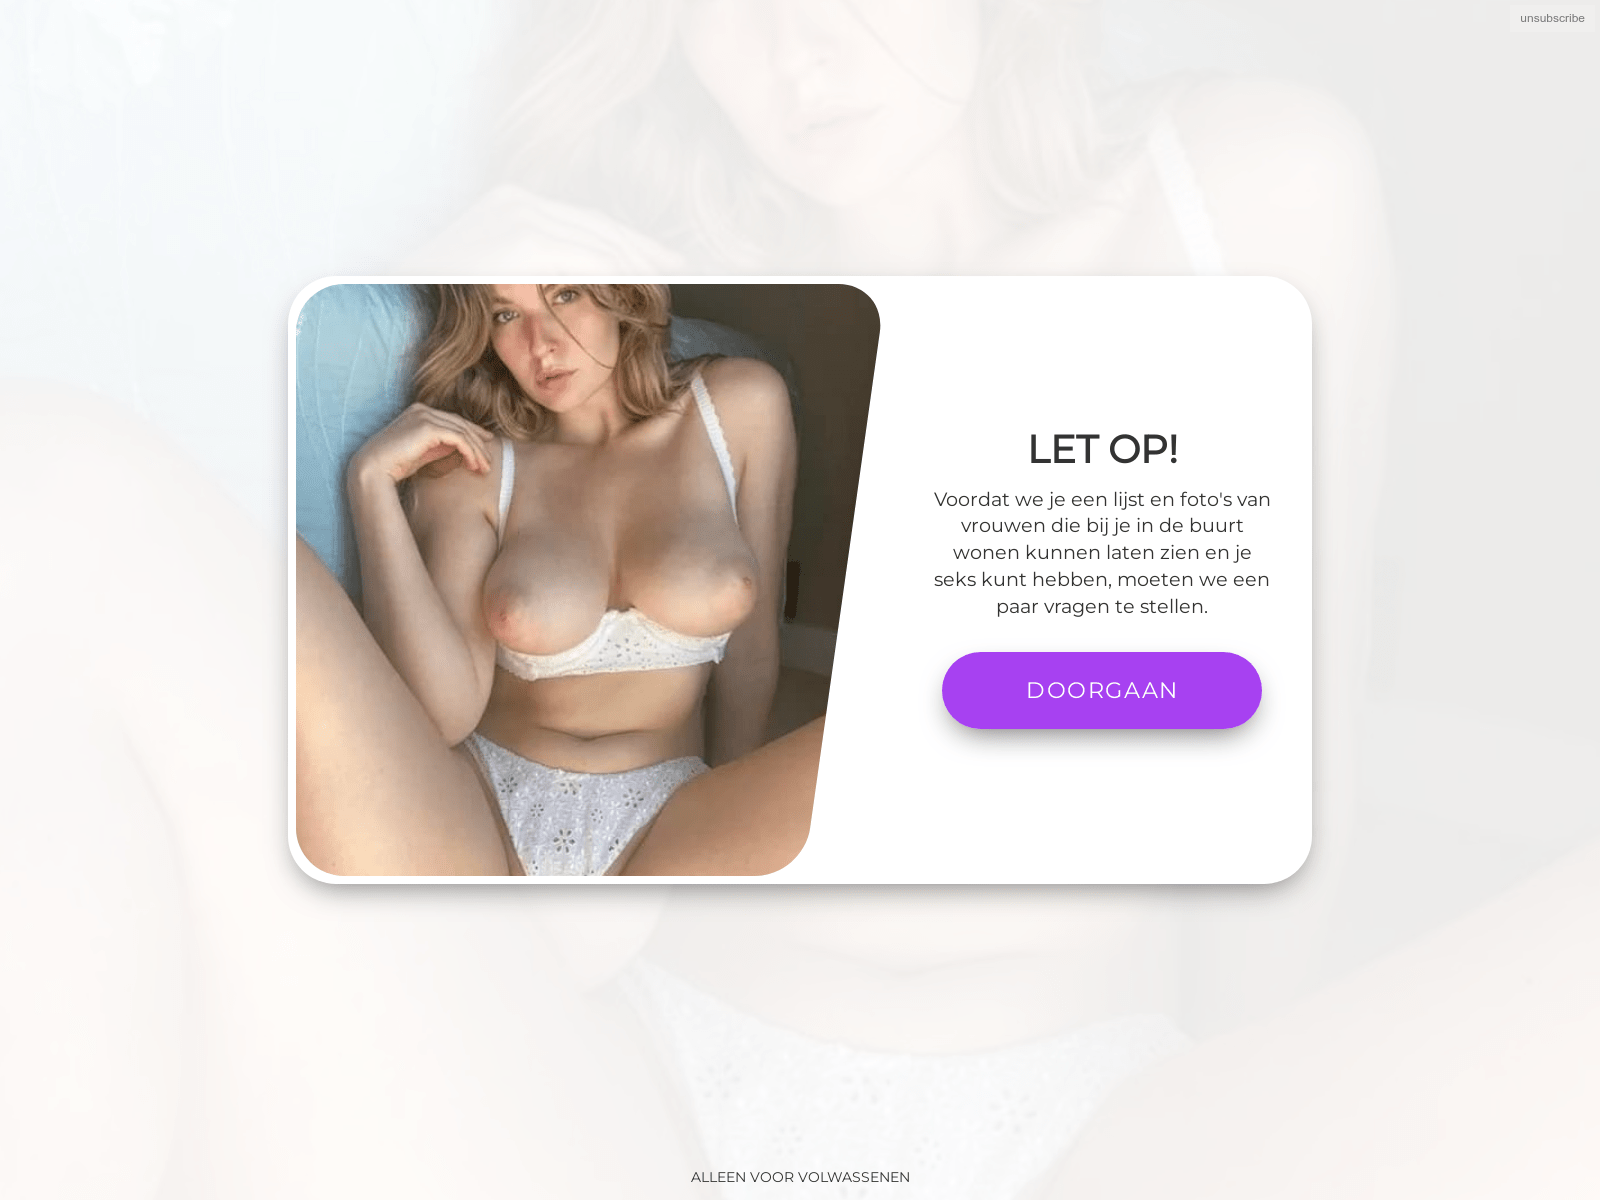 unsubscribe
LET OP!
Voordat we je een lijst en foto's van
vrouwen die bij je in de buurt
wonen kunnen laten zien en je
seks kunt hebben, moeten we een
paar vragen te stellen.
DOORGAAN
ALLEEN VOOR VOLWASSENEN